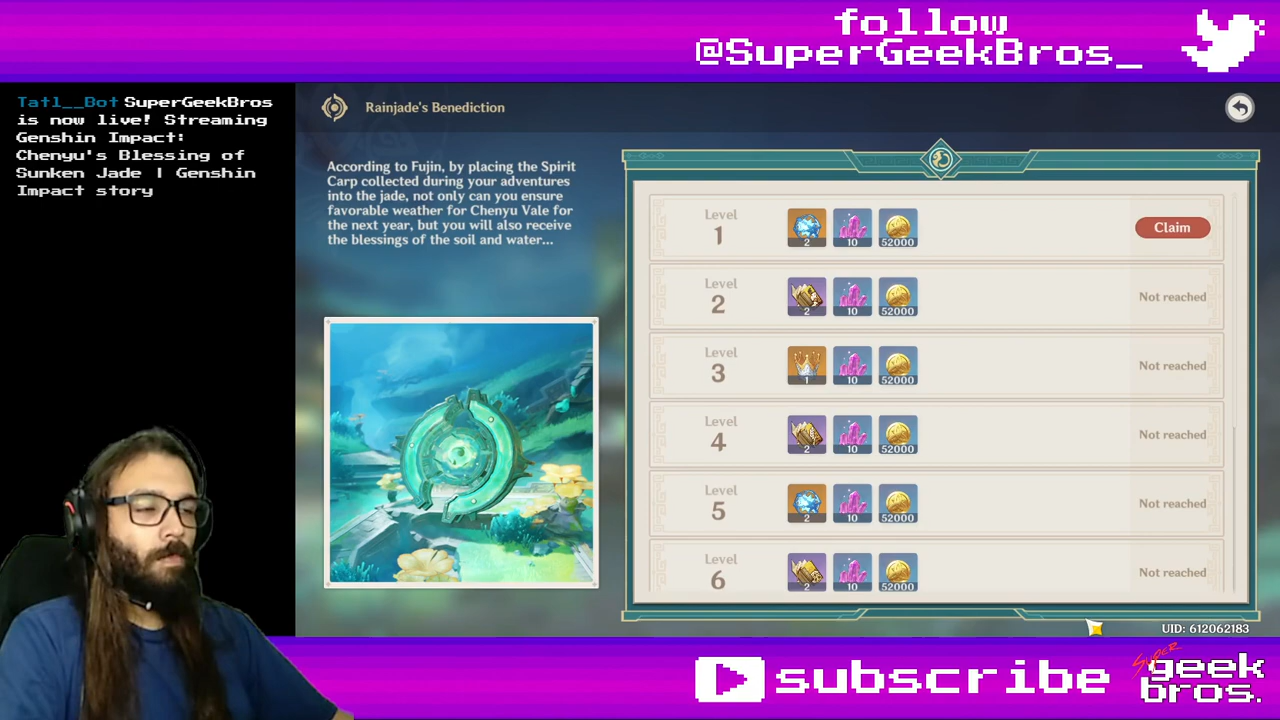 follow
@SuperGeekBros_
Tatl__Bot SuperGeekBros
is now live! Streaming
Genshin Impact:
Chenyu's Blessing of
Sunken Jade | Genshin
Impact story
Rainjade's Benediction
According to Fujin, by placing the Spirit
Carp collected during your adventures
into the jade, not only can you ensure
favorable weather for Chenyu Vale for
the next year, but you will also receive
the blessings of the soil and water...
Level
1
2
10
52000
Claim
Level
2
2
10
52000
Not reached
Level
3
1
10
52000
Not reached
Level
4
2
10
52000
Not reached
Level
5
2
10
52000
Not reached
Level
6
2
10
52000
Not reached
UID: 612062183
subscribe
SUPER
geek
bros.